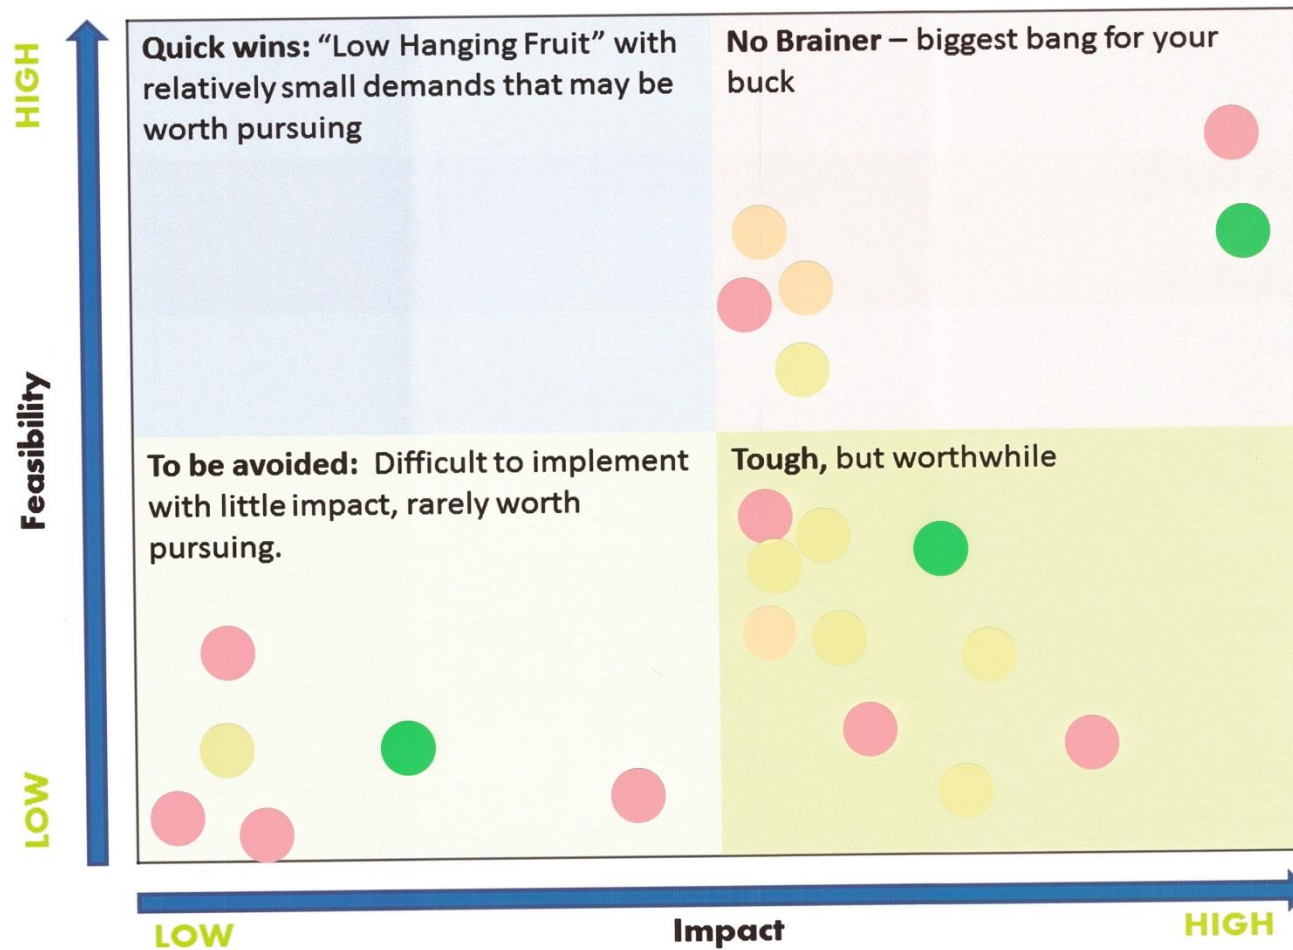 HIGH
Quick wins: “Low Hanging Fruit” with
relatively small demands that may be
worth pursuing
No Brainer – biggest bang for your
buck
Feasibility
To be avoided: Difficult to implement
with little impact, rarely worth
pursuing.
Tough, but worthwhile
LOW
LOW
Impact
HIGH